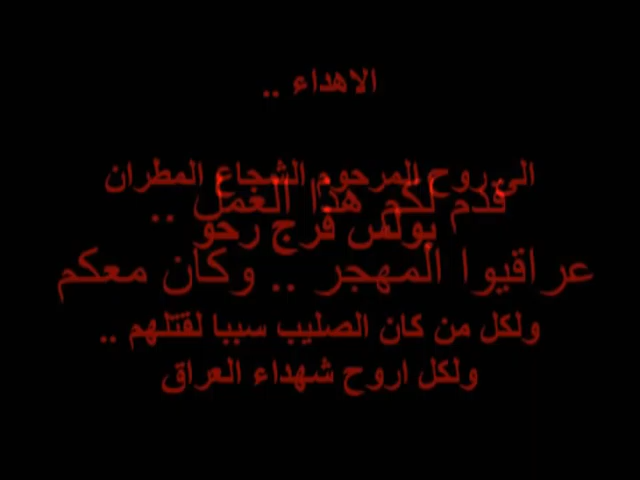 الاهداء ..
الى روح المرحوم الشجاع المطران
قدم لكم هذا العمل ..
بولس فرج رحو
عراقيوا المهجر .. وكان معكم
ولكل من كان الصليب سببا لقتلهم ..
ولكل اروح شهداء العراق